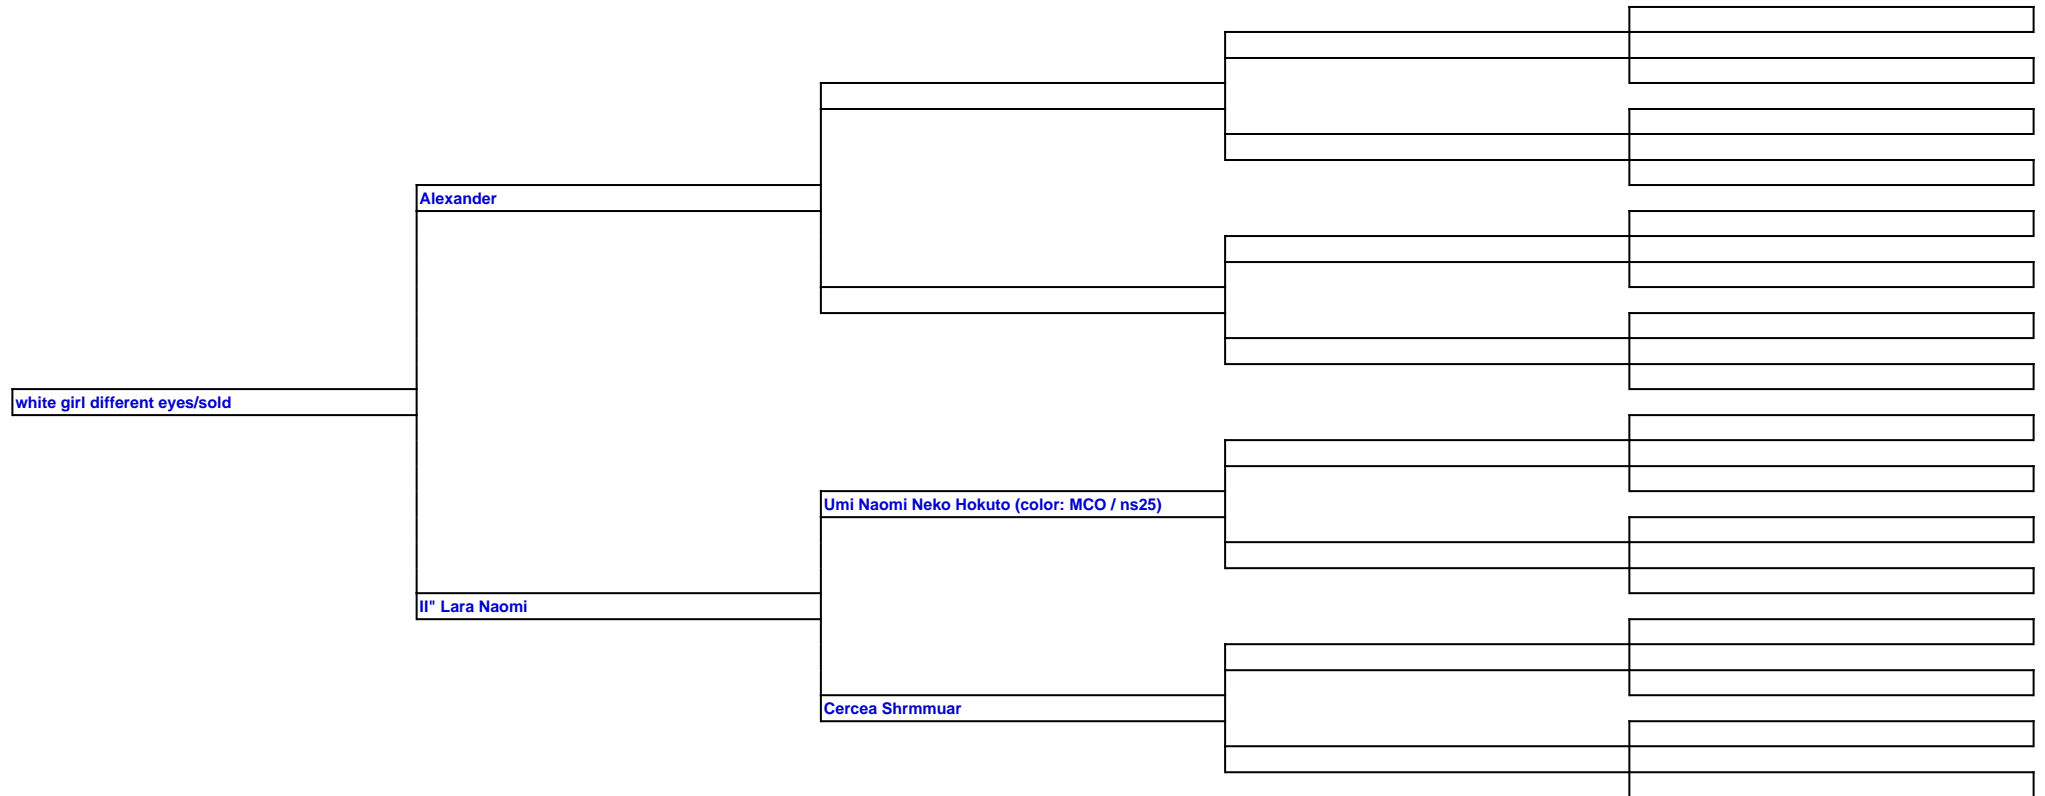 Alexander
white girl different eyes/sold
Umi Naomi Neko Hokuto (color: MCO / ns25)
II" Lara Naomi
Cercea Shrmmuar